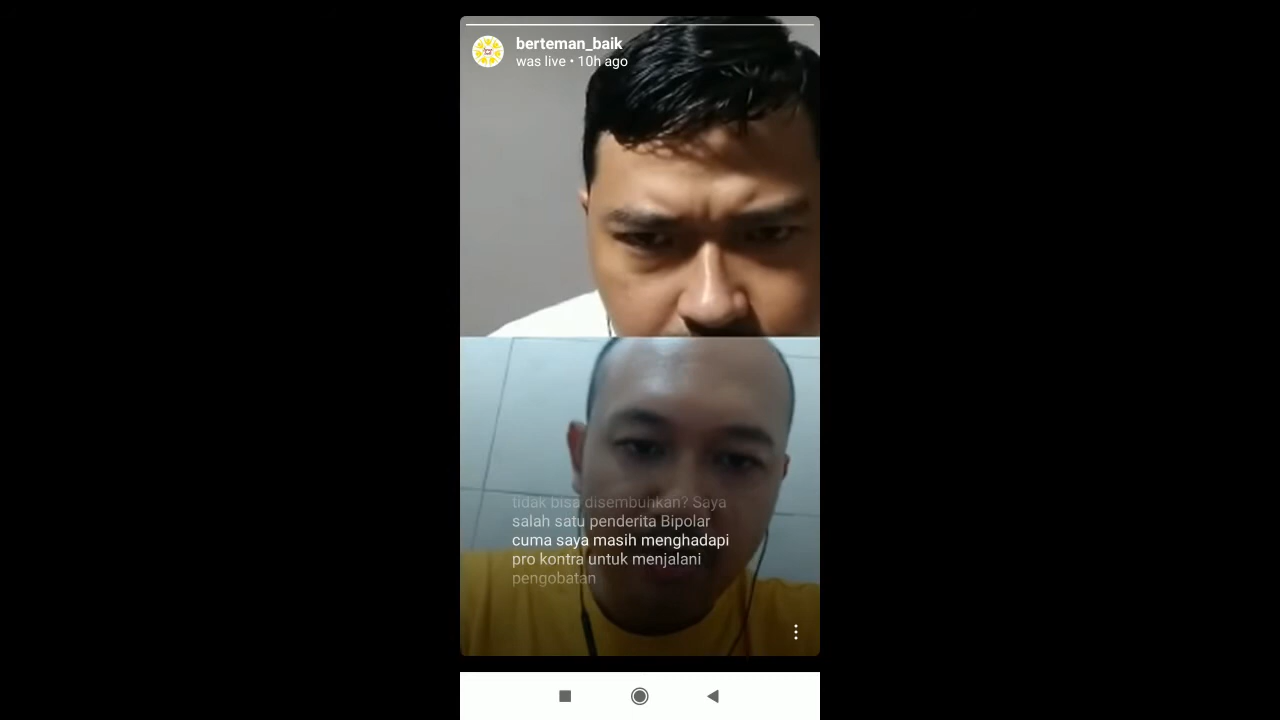 berteman_baik
was live • 10h ago
tidak bisa disembuhkan? Saya
salah satu penderita Bipolar
cuma saya masih menghadapi
pro kontra untuk menjalani
pengobatan